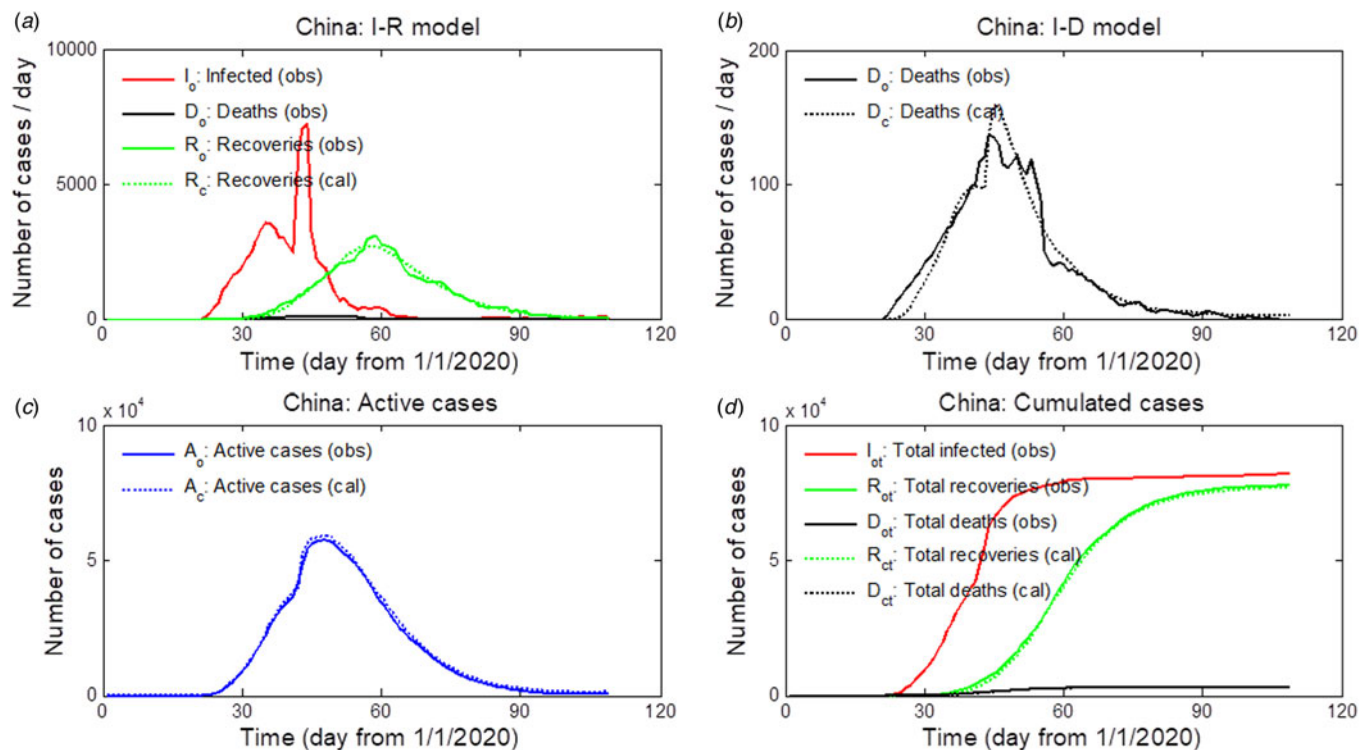 (a)
China: I-R model
10000
5000
0
Number of cases / day
I_o: Infected (obs)
D_o: Deaths (obs)
R_o: Recoveries (obs)
R_c: Recoveries (cal)
0 30 60 90 120
Time (day from 1/1/2020)
(b)
China: I-D model
200
100
0
Number of cases / day
D_o: Deaths (obs)
D_c: Deaths (cal)
0 30 60 90 120
Time (day from 1/1/2020)
(c)
x 10^4
China: Active cases
10
5
0
Number of cases
A_o: Active cases (obs)
A_c: Active cases (cal)
0 30 60 90 120
Time (day from 1/1/2020)
(d)
x 10^4
China: Cumulated cases
10
5
0
Number of cases
I_ot: Total infected (obs)
R_ot: Total recoveries (obs)
D_ot: Total deaths (obs)
R_ct: Total recoveries (cal)
D_ct: Total deaths (cal)
0 30 60 90 120
Time (day from 1/1/2020)